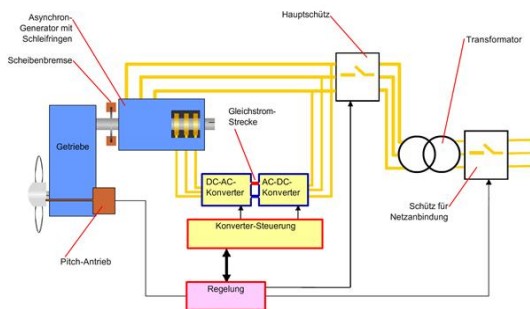 Asynchron-
Generator mit
Schleifringen
Scheibenbremse
Hauptschütz
Transformator
Getriebe
Gleichstrom-
Strecke
DC-AC-
Konverter
AC-DC-
Konverter
Schütz für
Netzanbindung
Konverter-Steuerung
Pitch-Antrieb
Regelung